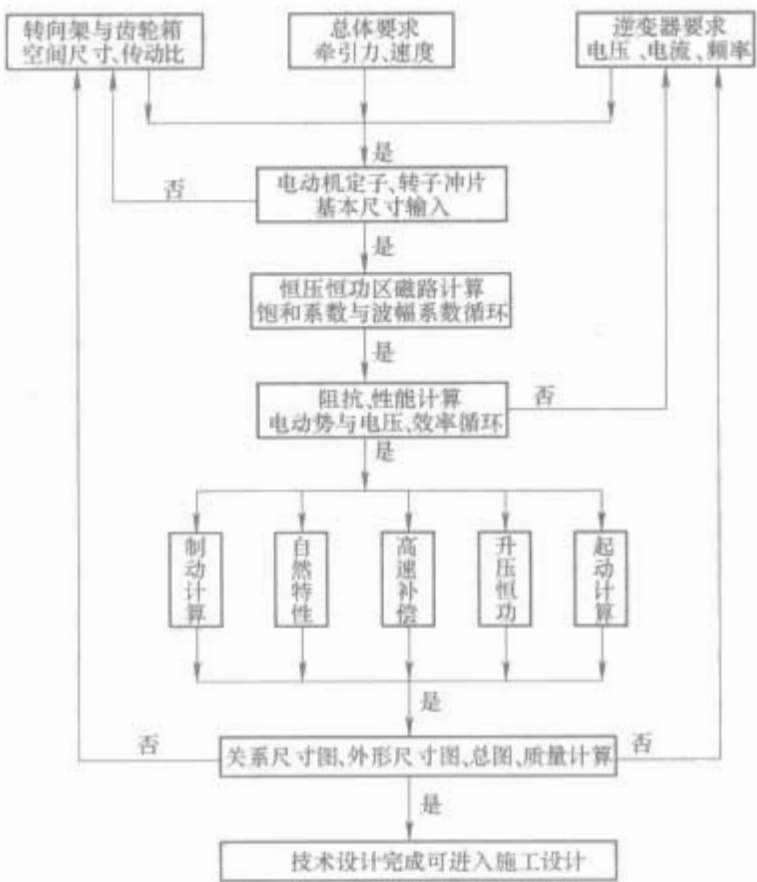 转向架与齿轮箱
空间尺寸、传动比
总体要求
牵引力、速度
逆变器要求
电压、电流、频率
是
否
电动机定子、转子冲片
基本尺寸输入
是
恒压恒功区磁路计算
饱和系数与波幅系数循环
是
阻抗、性能计算
电动势与电压、效率循环
否
是
制动计算
自然特性
高速补偿
升压恒功
起动计算
是
否
关系尺寸图、外形尺寸图、总图、质量计算
否
是
技术设计完成可进入施工设计